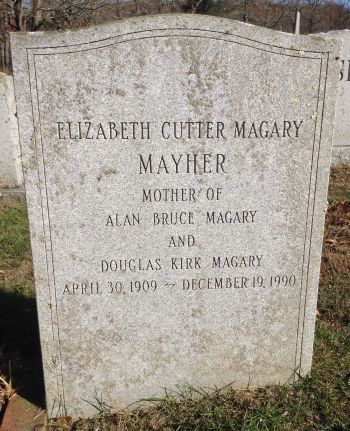 ELIZABETH CUTTER MAGARY
MAYHER
MOTHER OF
ALAN BRUCE MAGARY
AND
DOUGLAS KIRK MAGARY
APRIL 30, 1909 ~ DECEMBER 19, 1990